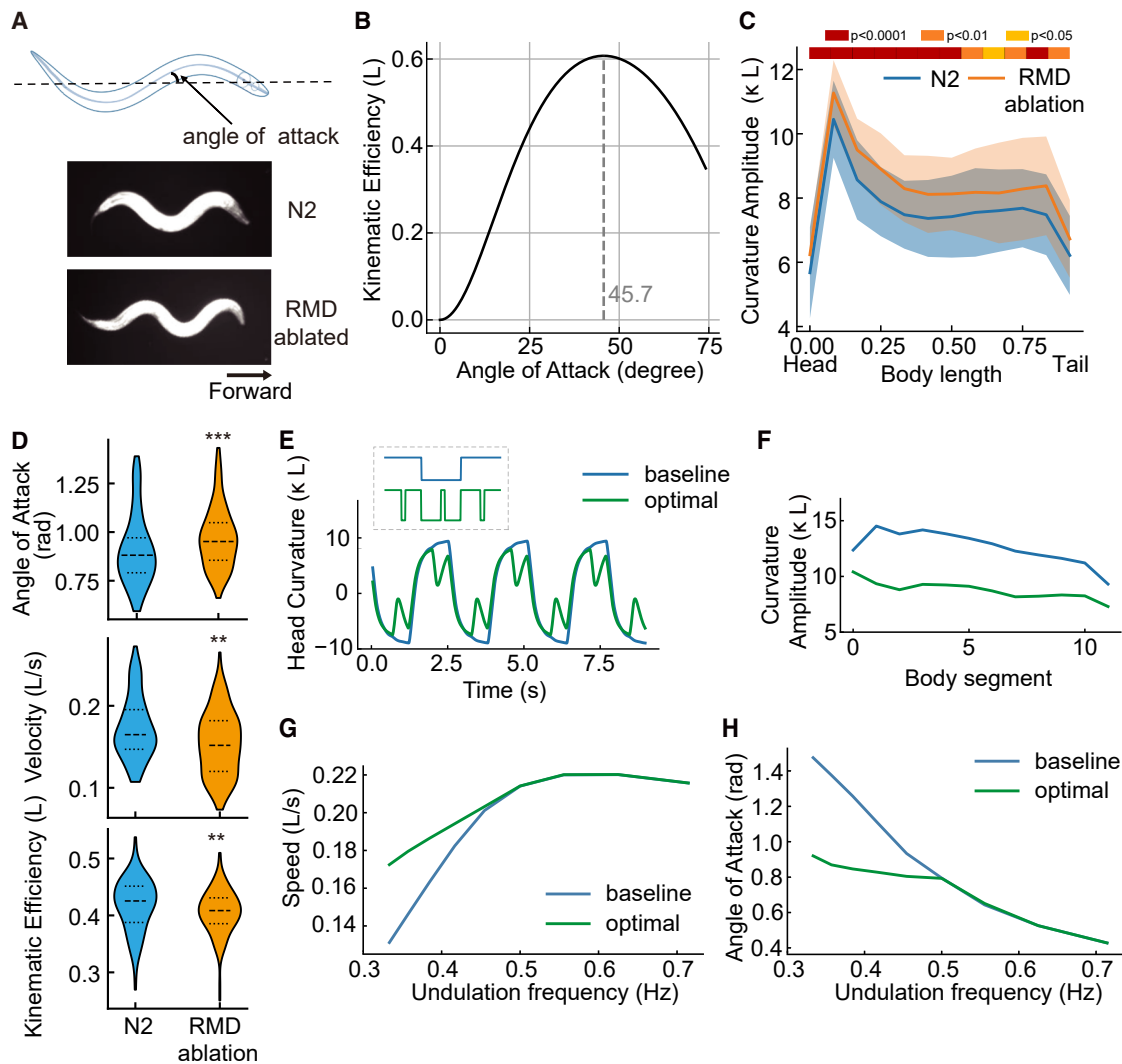 A
angle of attack
N2
RMD
ablated
Forward
B
Kinematic Efficiency (L)
0.6
0.4
0.2
0.0
45.7
0
25
50
75
Angle of Attack (degree)
C
p<0.0001
p<0.01
p<0.05
N2
RMD
ablation
Curvature Amplitude (κ L)
12
10
8
6
4
0.00
0.25
0.50
0.75
Head
Body length
Tail
D
Angle of Attack
(rad)
1.25
1.00
0.75
***
Velocity (L/s)
0.2
0.1
**
Kinematic Efficiency (L)
0.5
0.4
0.3
**
N2
RMD
ablation
E
baseline
optimal
Head Curvature (κ L)
10
0
−10
0.0
2.5
5.0
7.5
Time (s)
F
Curvature
Amplitude (κ L)
15
10
5
0
5
10
Body segment
G
Speed (L/s)
0.22
0.20
0.18
0.16
0.14
baseline
optimal
0.3
0.4
0.5
0.6
0.7
Undulation frequency (Hz)
H
Angle of Attack (rad)
1.4
1.2
1.0
0.8
0.6
0.4
baseline
optimal
0.3
0.4
0.5
0.6
0.7
Undulation frequency (Hz)